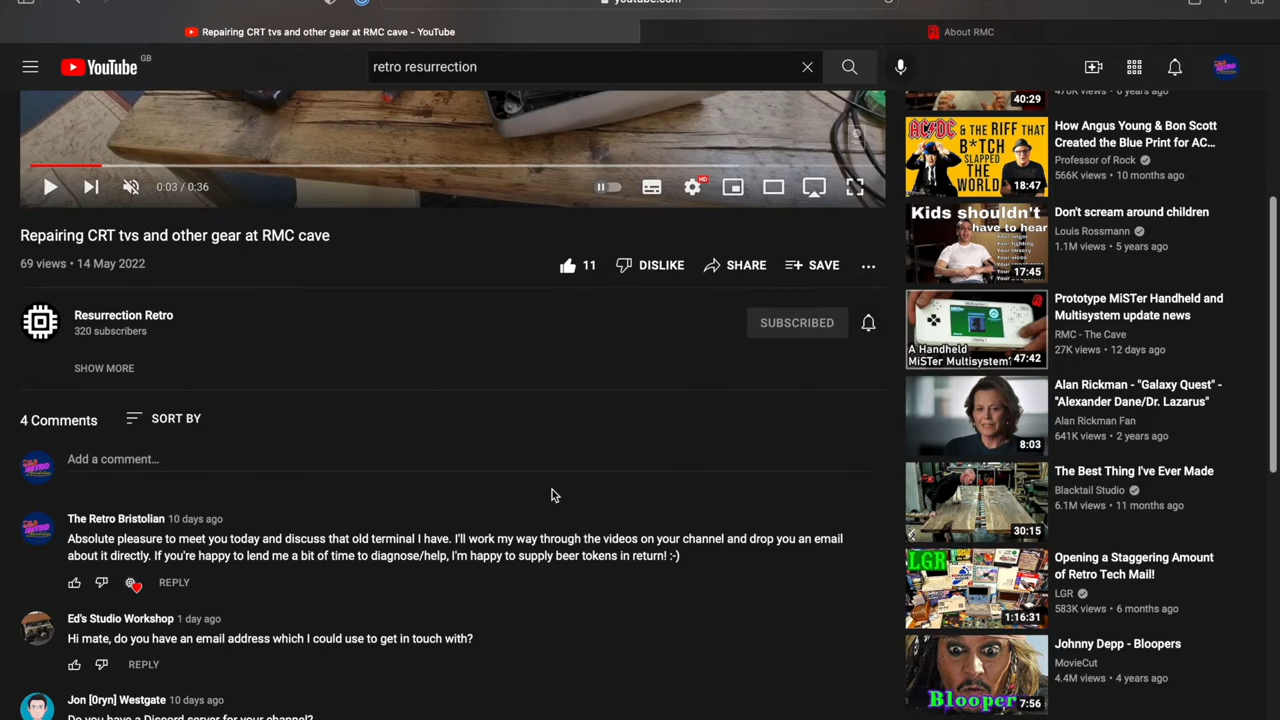 youtube.com
Repairing CRT tvs and other gear at RMC cave - YouTube
About RMC
YouTube GB
retro resurrection
40:29
AC/DC & THE RIFF THAT
B*TCH
SLAPPED
THE
WORLD
18:47
How Angus Young & Bon Scott
Created the Blue Print for AC...
Professor of Rock
566K views • 10 months ago
0:03 / 0:36
HD
Kids shouldn't
have to hear
17:45
Don't scream around children
Louis Rossmann
1.1M views • 5 years ago
Repairing CRT tvs and other gear at RMC cave
69 views • 14 May 2022
11
DISLIKE
SHARE
SAVE
A Handheld
MiSTer Multisystem?
47:42
Prototype MiSTer Handheld and
Multisystem update news
RMC - The Cave
27K views • 12 days ago
Resurrection Retro
320 subscribers
SUBSCRIBED
SHOW MORE
8:03
Alan Rickman - "Galaxy Quest" -
"Alexander Dane/Dr. Lazarus"
Alan Rickman Fan
641K views • 2 years ago
4 Comments
SORT BY
Add a comment...
30:15
The Best Thing I've Ever Made
Blacktail Studio
6.1M views • 11 months ago
The Retro Bristolian 10 days ago
Absolute pleasure to meet you today and discuss that old terminal I have. I'll work my way through the videos on your channel and drop you an email
about it directly. If you're happy to lend me a bit of time to diagnose/help, I'm happy to supply beer tokens in return! :-)
REPLY
LGR
1:16:31
Opening a Staggering Amount
of Retro Tech Mail!
LGR
583K views • 6 months ago
Ed's Studio Workshop 1 day ago
Hi mate, do you have an email address which I could use to get in touch with?
REPLY
Blooper
7:56
Johnny Depp - Bloopers
MovieCut
4.4M views • 4 years ago
Jon [0ryn] Westgate 10 days ago
Do you have a Discord server for your channel?